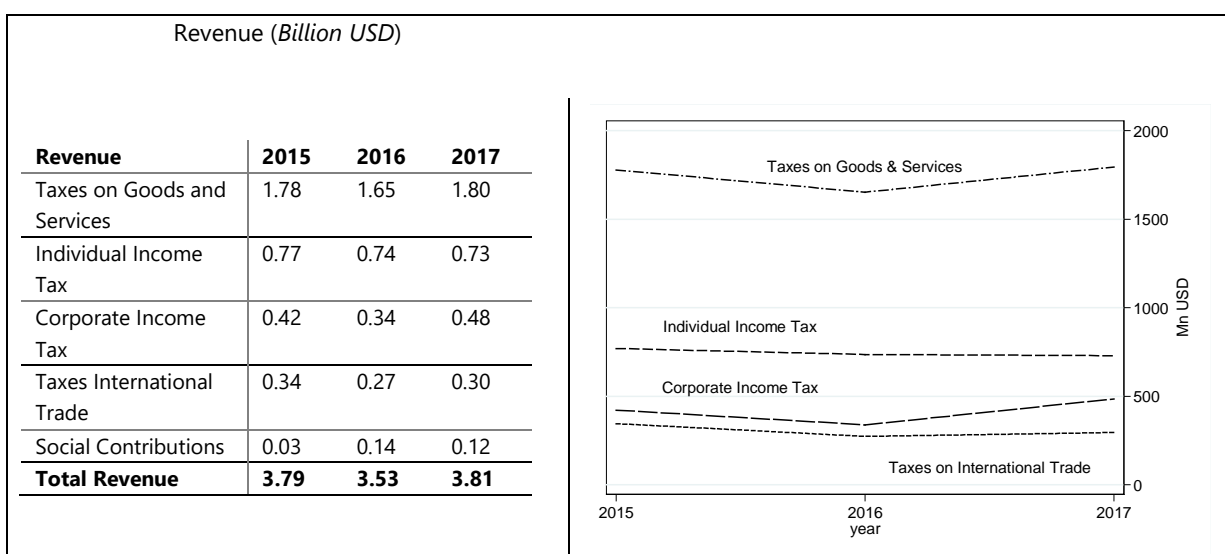 Revenue (Billion USD)
Revenue 2015 2016 2017
Taxes on Goods and 1.78 1.65 1.80
Services
Individual Income 0.77 0.74 0.73
Tax
Corporate Income 0.42 0.34 0.48
Tax
Taxes International 0.34 0.27 0.30
Trade
Social Contributions 0.03 0.14 0.12
Total Revenue 3.79 3.53 3.81
2000
Taxes on Goods & Services
1500
1000
Mn USD
Individual Income Tax
Corporate Income Tax
500
Taxes on International Trade
0
2015 2016 2017
year